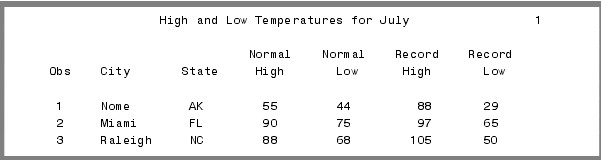 High and Low Temperatures for July 1
Normal Normal Record Record
Obs City State High Low High Low
1 Nome AK 55 44 88 29
2 Miami FL 90 75 97 65
3 Raleigh NC 88 68 105 50